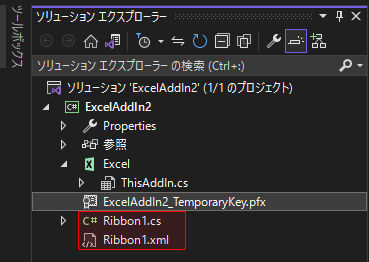 ツールボックス
ソリューション エクスプローラー
ソリューション エクスプローラー の検索 (Ctrl+:)
ソリューション 'ExcelAddIn2' (1/1 のプロジェクト)
C# ExcelAddIn2
Properties
参照
Excel
ThisAddIn.cs
ExcelAddIn2_TemporaryKey.pfx
C# Ribbon1.cs
Ribbon1.xml